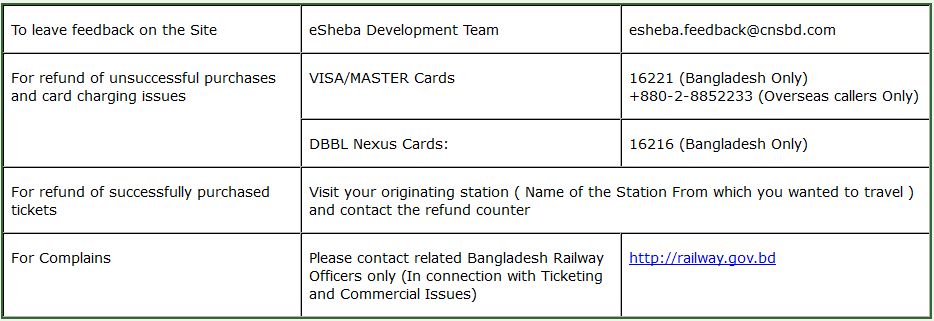 To leave feedback on the Site
eSheba Development Team
esheba.feedback@cnsbd.com
For refund of unsuccessful purchases
and card charging issues
VISA/MASTER Cards
16221 (Bangladesh Only)
+880-2-8852233 (Overseas callers Only)
DBBL Nexus Cards:
16216 (Bangladesh Only)
For refund of successfully purchased
tickets
Visit your originating station ( Name of the Station From which you wanted to travel )
and contact the refund counter
For Complains
Please contact related Bangladesh Railway
Officers only (In connection with Ticketing
and Commercial Issues)
http://railway.gov.bd